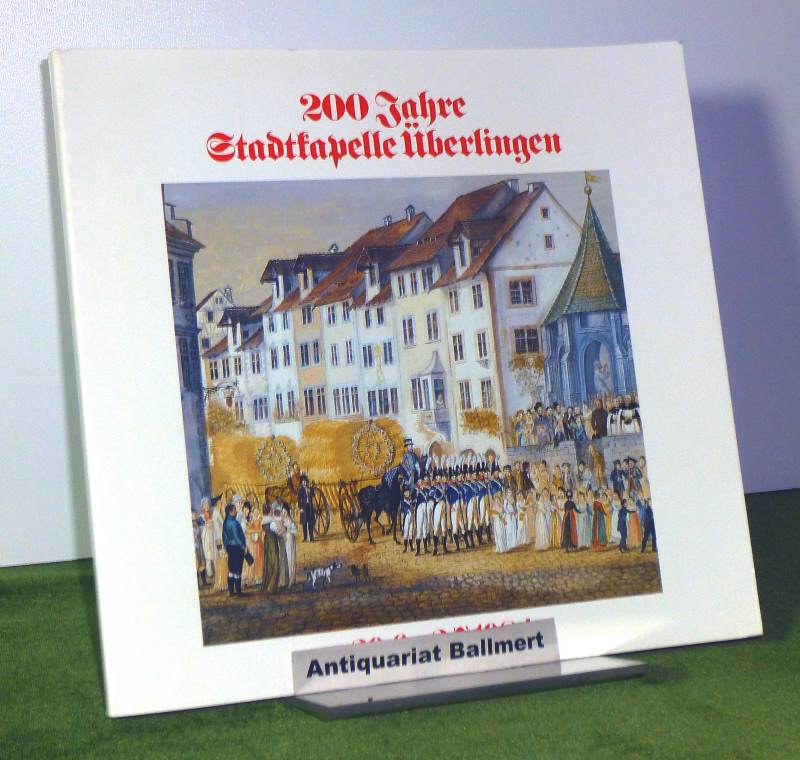 200 Jahre
Stadtkapelle Überlingen
Antiquariat Ballmert